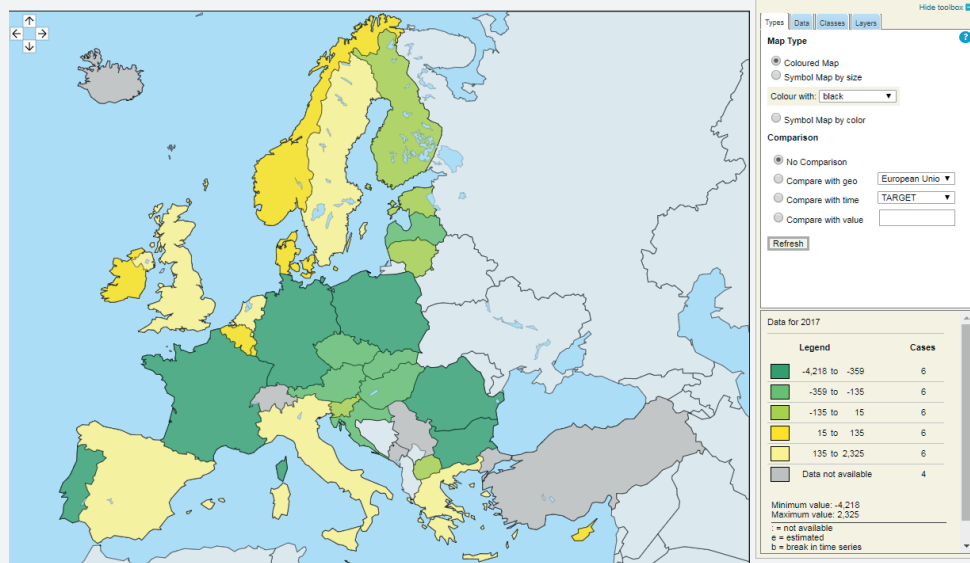 Hide toolbox
Types Data Classes Layers
?
Map Type
Coloured Map
Symbol Map by size
Colour with: black
Symbol Map by color
Comparison
No Comparison
Compare with geo European Unio
Compare with time TARGET
Compare with value
Refresh
Data for 2017
Legend Cases
-4,218 to -359 6
-359 to -135 6
-135 to 15 6
15 to 135 6
135 to 2,325 6
Data not available 4
Minimum value: -4,218
Maximum value: 2,325
: = not available
e = estimated
b = break in time series